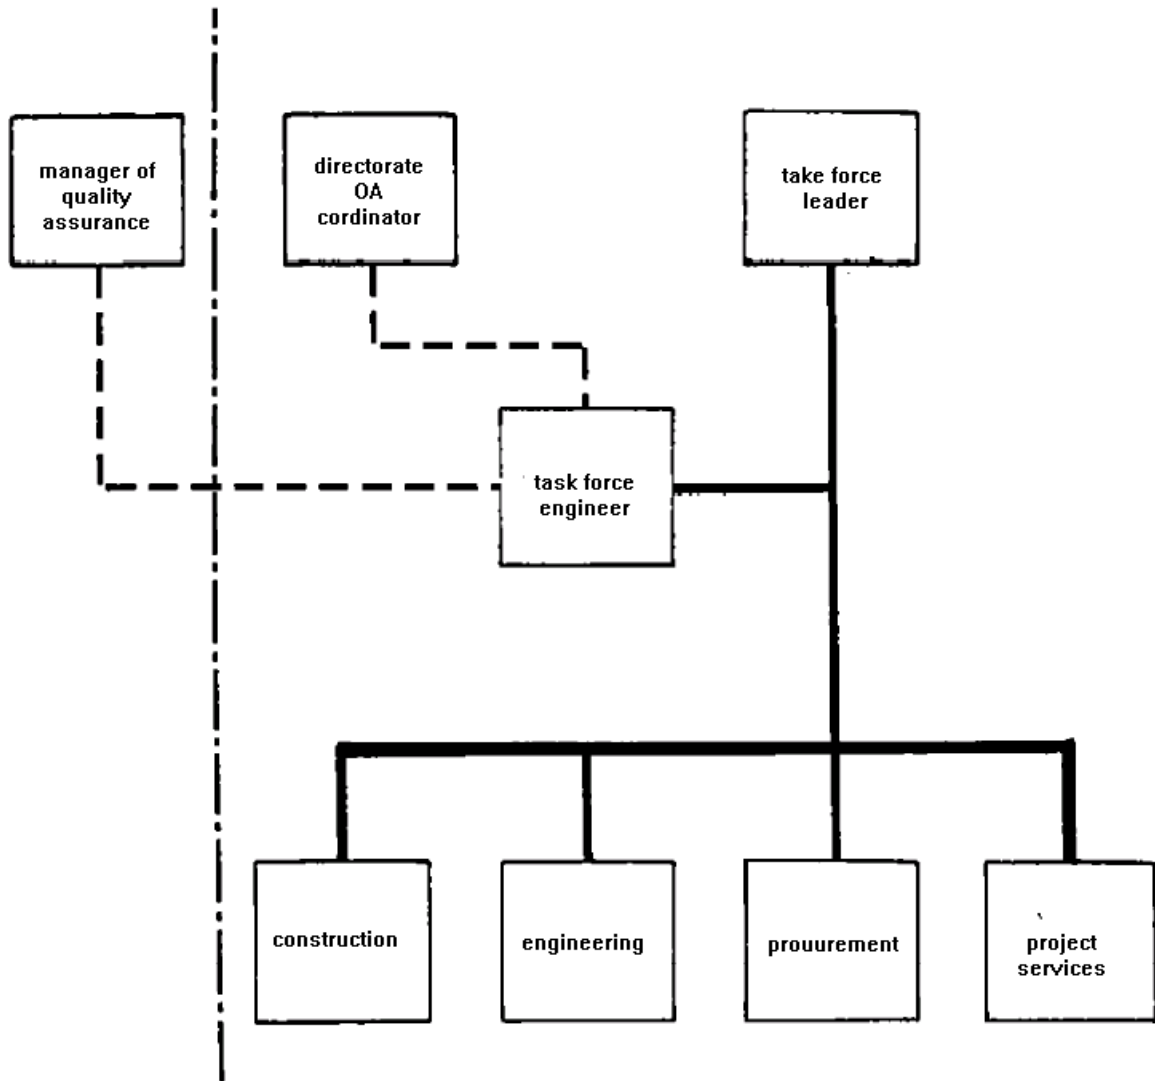 manager of
quality
assurance
directorate
OA
cordinator
take force
leader
task force
engineer
construction
engineering
prouurement
project
services